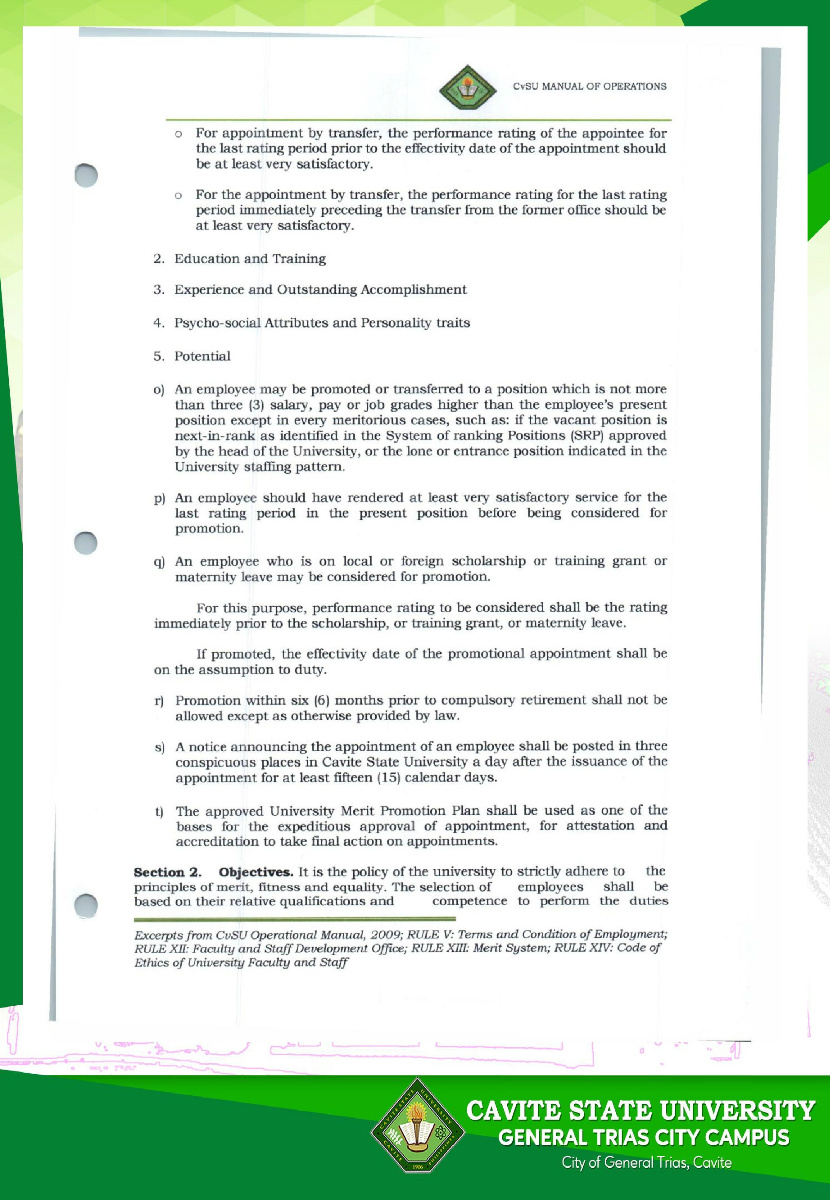 CvSU MANUAL OF OPERATIONS
o For appointment by transfer, the performance rating of the appointee for
the last rating period prior to the effectivity date of the appointment should
be at least very satisfactory.
o For the appointment by transfer, the performance rating for the last rating
period immediately preceding the transfer from the former office should be
at least very satisfactory.
2. Education and Training
3. Experience and Outstanding Accomplishment
4. Psycho-social Attributes and Personality traits
5. Potential
o) An employee may be promoted or transferred to a position which is not more
than three (3) salary, pay or job grades higher than the employee's present
position except in every meritorious cases, such as: if the vacant position is
next-in-rank as identified in the System of ranking Positions (SRP) approved
by the head of the University, or the lone or entrance position indicated in the
University staffing pattern.
p) An employee should have rendered at least very satisfactory service for the
last rating period in the present position before being considered for
promotion.
q) An employee who is on local or foreign scholarship or training grant or
maternity leave may be considered for promotion.
For this purpose, performance rating to be considered shall be the rating
immediately prior to the scholarship, or training grant, or maternity leave.
If promoted, the effectivity date of the promotional appointment shall be
on the assumption to duty.
r) Promotion within six (6) months prior to compulsory retirement shall not be
allowed except as otherwise provided by law.
s) A notice announcing the appointment of an employee shall be posted in three
conspicuous places in Cavite State University a day after the issuance of the
appointment for at least fifteen (15) calendar days.
t) The approved University Merit Promotion Plan shall be used as one of the
bases for the expeditious approval of appointment, for attestation and
accreditation to take final action on appointments.
Section 2. Objectives. It is the policy of the university to strictly adhere to the
principles of merit, fitness and equality. The selection of employees shall be
based on their relative qualifications and competence to perform the duties
Excerpts from CvSU Operational Manual, 2009; RULE V: Terms and Condition of Employment;
RULE XII: Faculty and Staff Development Office; RULE XIII: Merit System; RULE XIV: Code of
Ethics of University Faculty and Staff
CAVITE STATE UNIVERSITY
GENERAL TRIAS CITY CAMPUS
City of General Trias, Cavite
1906